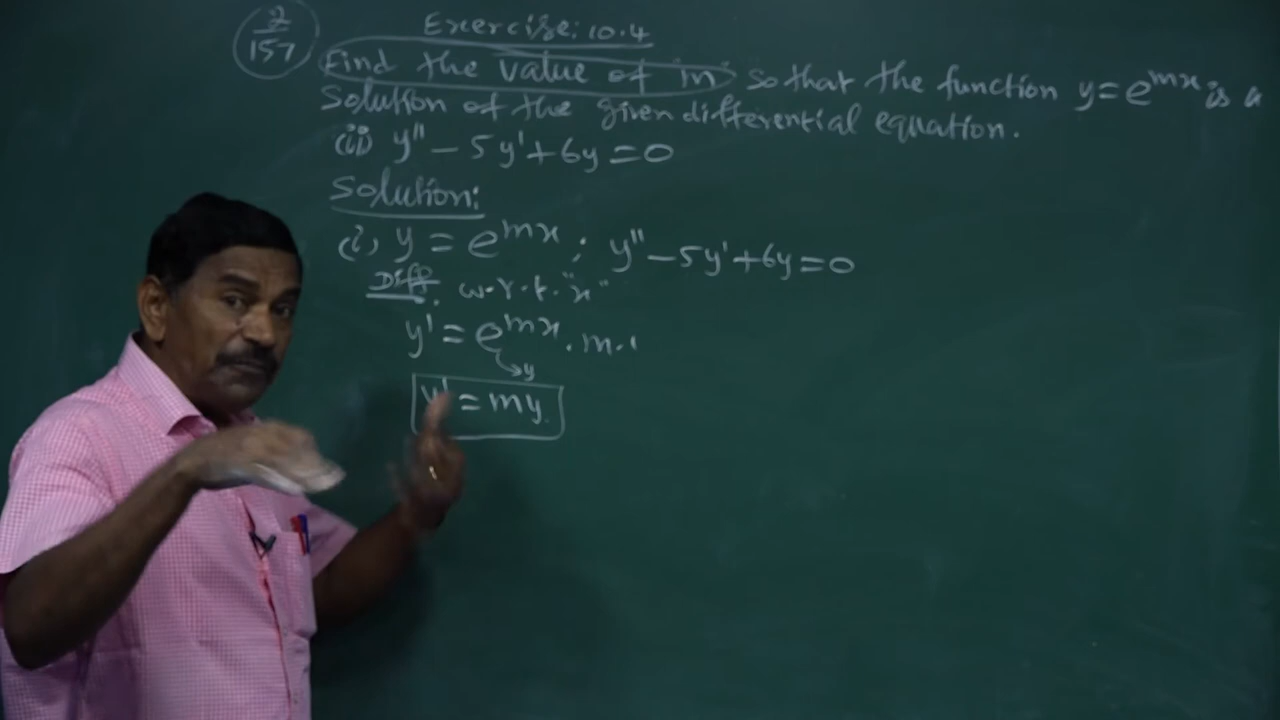 2/157
Exercise: 10.4
Find the value of "m" so that the function y=e^{mx} is a
Solution of the given differential equation.
(ii) y" - 5y' + 6y = 0
Solution:
(i) y = e^{mx} ; y" - 5y' + 6y = 0
Diff. w.r.t. "x"
y' = e^{mx} . m . 1
→y
y' = my.